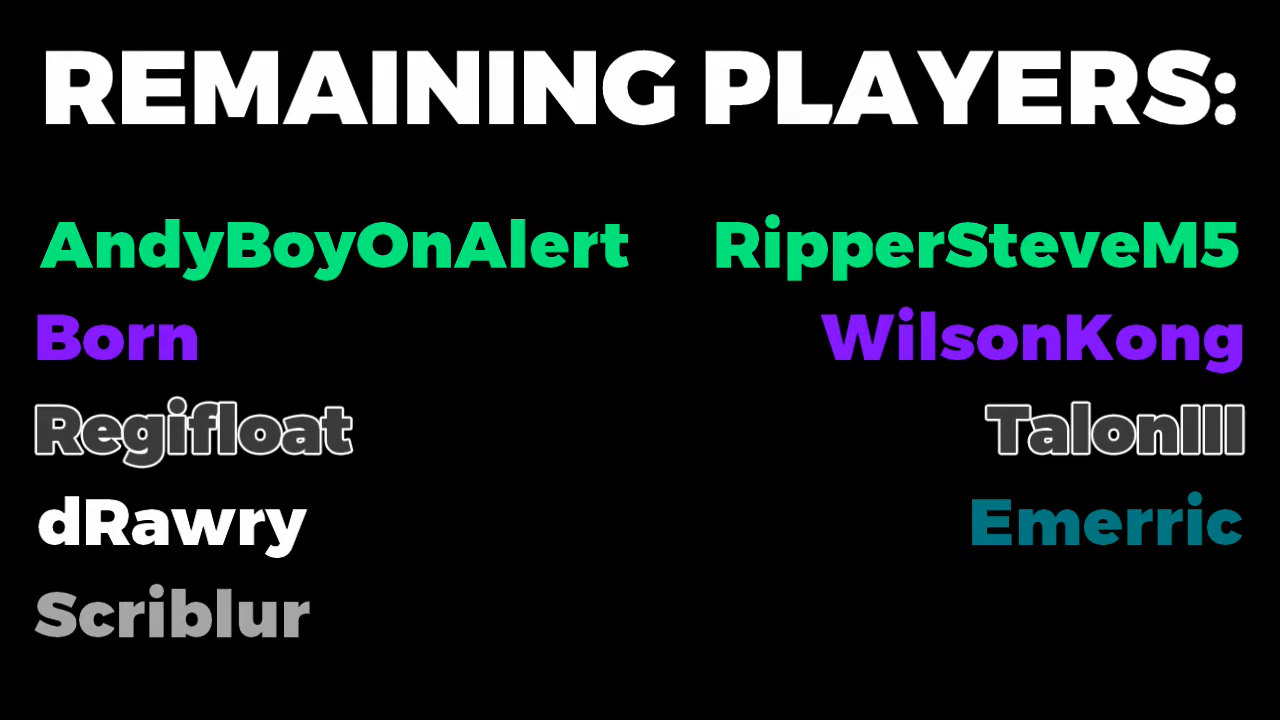 REMAINING PLAYERS:
AndyBoyOnAlert
Born
Regifloat
dRawry
Scriblur
RipperSteveM5
WilsonKong
TalonIII
Emerric